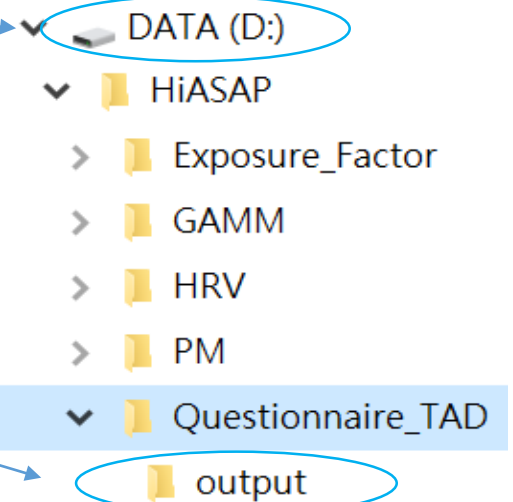 DATA (D:)
HiASAP
Exposure_Factor
GAMM
HRV
PM
Questionnaire_TAD
output